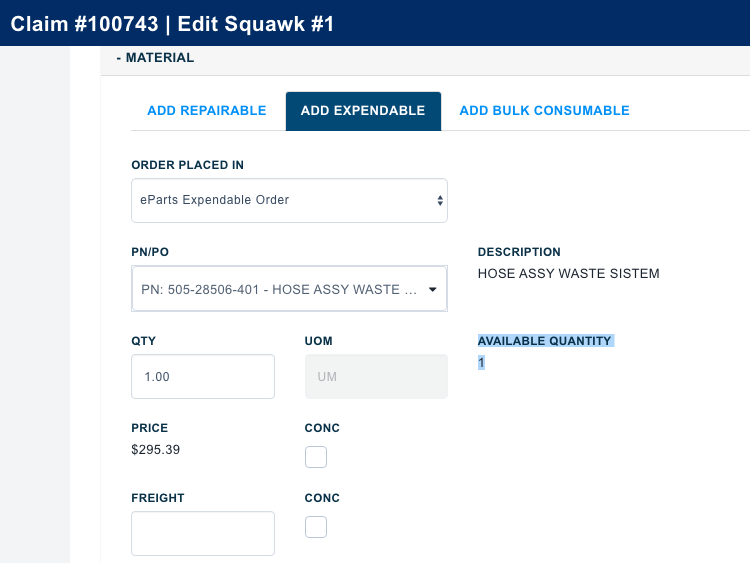 Claim #100743 | Edit Squawk #1
- MATERIAL
ADD REPAIRABLE ADD EXPENDABLE ADD BULK CONSUMABLE
ORDER PLACED IN
eParts Expendable Order
PN/PO DESCRIPTION
HOSE ASSY WASTE SISTEM
PN: 505-28506-401 - HOSE ASSY WASTE ...
QTY UOM AVAILABLE QUANTITY
1
1.00 UM
PRICE CONC
$295.39
FREIGHT CONC